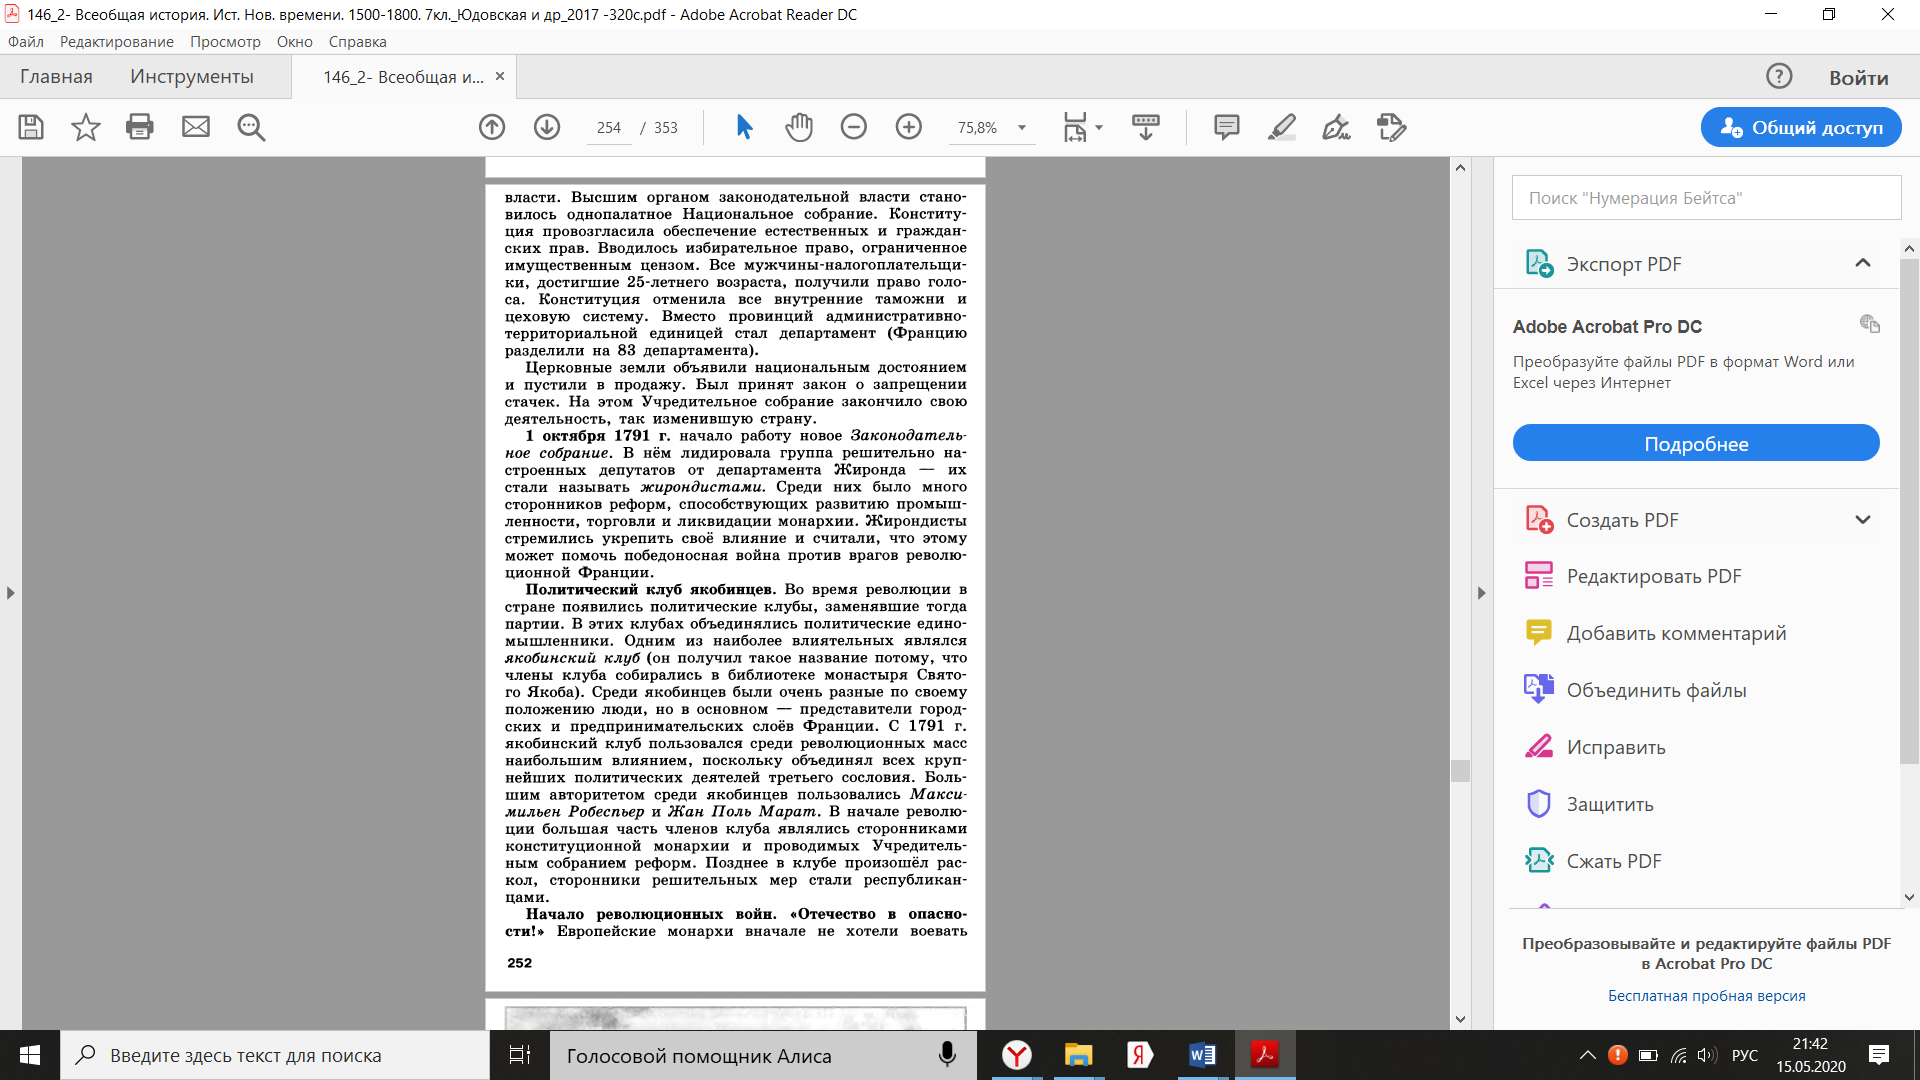 146_2- Всеобщая история. Ист. Нов. времени. 1500-1800. 7кл._Юдовская и др_2017 -320с.pdf - Adobe Acrobat Reader DC
Файл Редактирование Просмотр Окно Справка
Главная Инструменты 146_2- Всеобщая и... × Войти
254 / 353 75,8% Общий доступ
власти. Высшим органом законодательной власти стано-
вилось однопалатное Национальное собрание. Конститу-
ция провозгласила обеспечение естественных и граждан-
ских прав. Вводилось избирательное право, ограниченное
имущественным цензом. Все мужчины-налогоплательщи-
ки, достигшие 25-летнего возраста, получили право голо-
са. Конституция отменила все внутренние таможни и
цеховую систему. Вместо провинций административно-
территориальной единицей стал департамент (Францию
разделили на 83 департамента).
Церковные земли объявили национальным достоянием
и пустили в продажу. Был принят закон о запрещении
стачек. На этом Учредительное собрание закончило свою
деятельность, так изменившую страну.
1 октября 1791 г. начало работу новое Законодатель-
ное собрание. В нём лидировала группа решительно на-
строенных депутатов от департамента Жиронда — их
стали называть жирондистами. Среди них было много
сторонников реформ, способствующих развитию промыш-
ленности, торговли и ликвидации монархии. Жирондисты
стремились укрепить своё влияние и считали, что этому
может помочь победоносная война против врагов револю-
ционной Франции.
Политический клуб якобинцев. Во время революции в
стране появились политические клубы, заменявшие тогда
партии. В этих клубах объединялись политические едино-
мышленники. Одним из наиболее влиятельных являлся
якобинский клуб (он получил такое название потому, что
члены клуба собирались в библиотеке монастыря Свято-
го Якоба). Среди якобинцев были очень разные по своему
положению люди, но в основном — представители город-
ских и предпринимательских слоёв Франции. С 1791 г.
якобинский клуб пользовался среди революционных масс
наибольшим влиянием, поскольку объединял всех круп-
нейших политических деятелей третьего сословия. Боль-
шим авторитетом среди якобинцев пользовались Макси-
мильен Робеспьер и Жан Поль Марат. В начале револю-
ции большая часть членов клуба являлись сторонниками
конституционной монархии и проводимых Учредитель-
ным собранием реформ. Позднее в клубе произошёл рас-
кол, сторонники решительных мер стали республикан-
цами.
Начало революционных войн. «Отечество в опасно-
сти!» Европейские монархи вначале не хотели воевать
252
Поиск "Нумерация Бейтса"
Экспорт PDF
Adobe Acrobat Pro DC
Преобразуйте файлы PDF в формат Word или
Excel через Интернет
Подробнее
Создать PDF
Редактировать PDF
Добавить комментарий
Объединить файлы
Исправить
Защитить
Сжать PDF
Преобразовывайте и редактируйте файлы PDF
в Acrobat Pro DC
Бесплатная пробная версия
Введите здесь текст для поиска
Голосовой помощник Алиса
РУС
21:42
15.05.2020